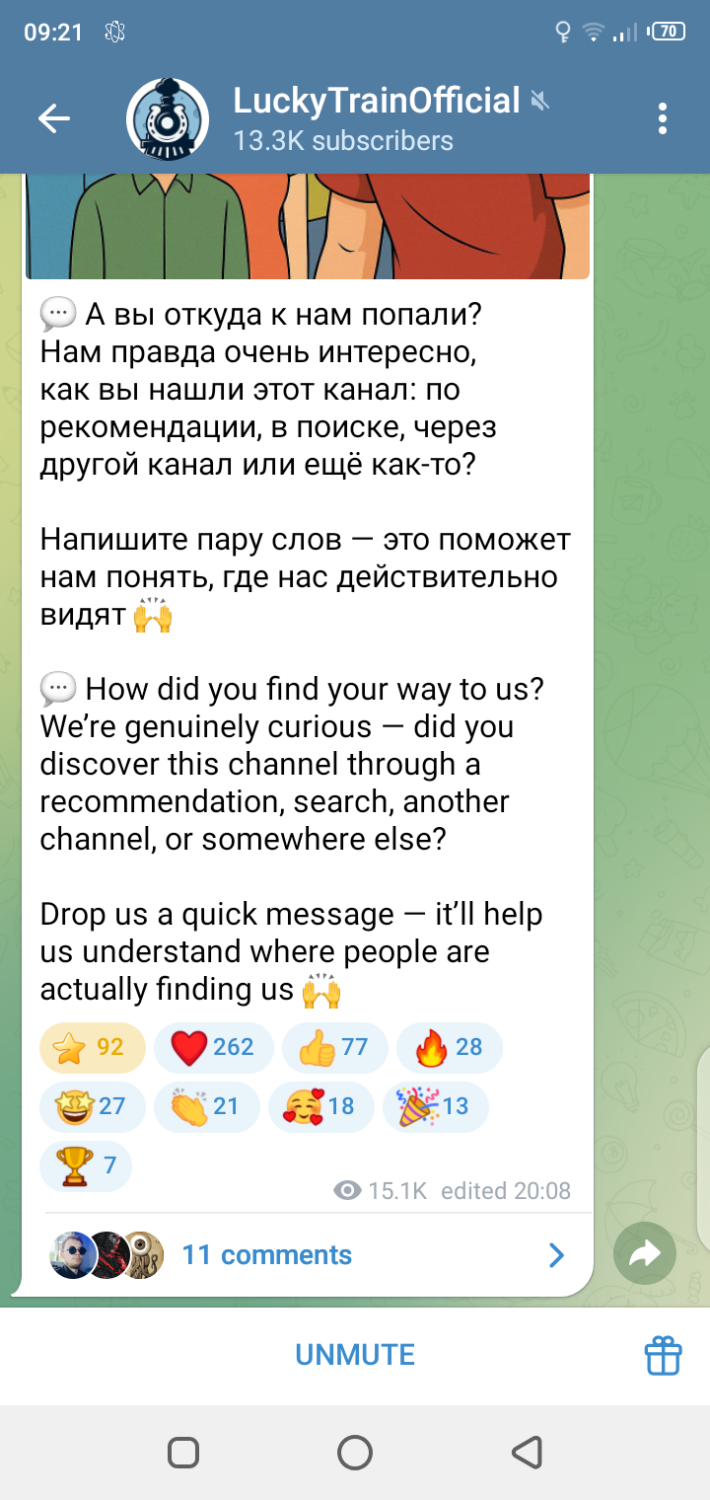 09:21
70
LuckyTrainOfficial
13.3K subscribers
💬 А вы откуда к нам попали?
Нам правда очень интересно,
как вы нашли этот канал: по
рекомендации, в поиске, через
другой канал или ещё как-то?
Напишите пару слов — это поможет
нам понять, где нас действительно
видят 🙌
💬 How did you find your way to us?
We’re genuinely curious — did you
discover this channel through a
recommendation, search, another
channel, or somewhere else?
Drop us a quick message — it’ll help
us understand where people are
actually finding us 🙌
⭐ 92 ❤️ 262 👍 77 🔥 28
🤩 27 👏 21 🥰 18 🎉 13
🏆 7
15.1K edited 20:08
11 comments
UNMUTE